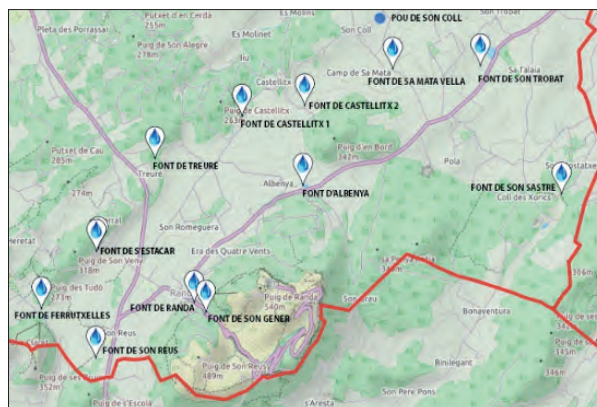 Putxet d'en Cerdà
255m
Es Molins
Son Trobat
Pleta des Porrassar
Puig de Son Alegre
278m
Es Molinet
Son Coll
POU DE SON COLL
Castellitx
Camp de Sa Mata
FONT DE SA MATA VELLA
FONT DE SON TROBAT
Sa Talaia
FONT DE CASTELLITX 2
Puig de Castellitx
FONT DE CASTELLITX 1
Putxet de Cau
285m
Puig d'en Bord
342m
FONT DE TREURE
Treure
Pola
274m
Albenya
FONT D'ALBENYA
FONT DE SON SASTRE
Coll des Xorics
Son Romeguera
FONT DE S'ESTACAR
Era des Quatre Vents
Puig de Son Veny
318m
306m
Puig des Tudó
273m
FONT DE FERRUTXELLES
FONT DE RANDA
Puig de Randa
540m
FONT DE SON GENER
Bonaventura
Son Reus
FONT DE SON REUS
Puig de Son Reus
489m
Binilegant
345m
346m
352m
Puig de s'Escola
s'Aresta
Son Pere Pons